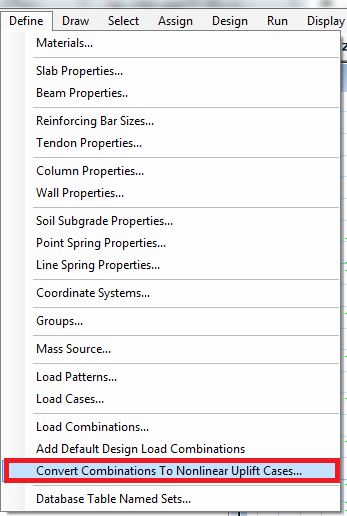 Define Draw Select Assign Design Run Display
Materials...
Slab Properties...
Beam Properties..
Reinforcing Bar Sizes...
Tendon Properties...
Column Properties...
Wall Properties...
Soil Subgrade Properties...
Point Spring Properties...
Line Spring Properties...
Coordinate Systems...
Groups...
Mass Source...
Load Patterns...
Load Cases...
Load Combinations...
Add Default Design Load Combinations
Convert Combinations To Nonlinear Uplift Cases...
Database Table Named Sets...